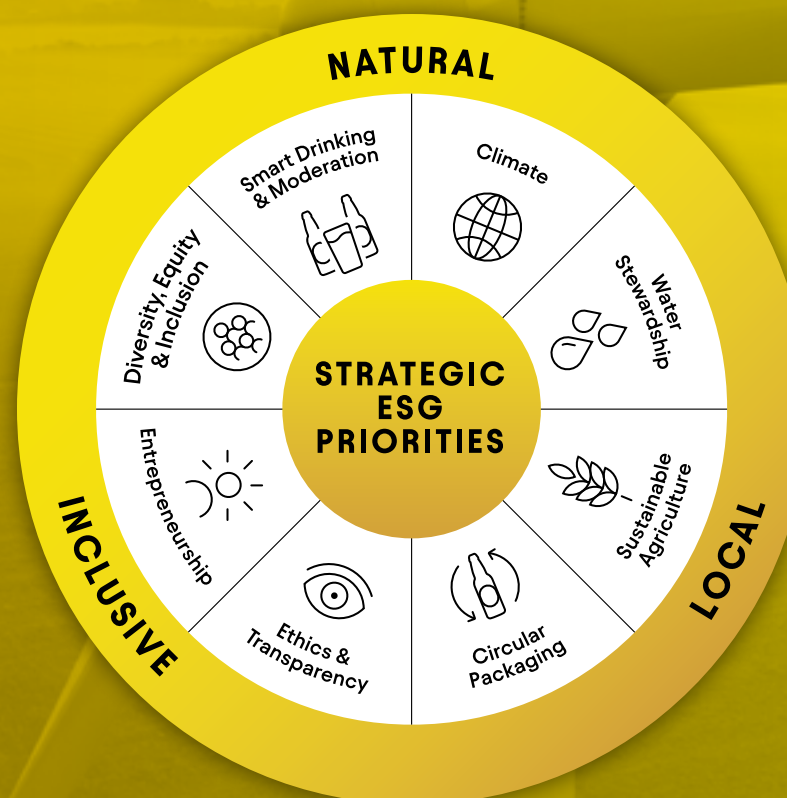 NATURAL
Smart Drinking
& Moderation
Climate
Diversity, Equity
& Inclusion
Water
Stewardship
STRATEGIC
ESG
PRIORITIES
Entrepreneurship
Sustainable
Agriculture
Ethics &
Transparency
Circular
Packaging
INCLUSIVE
LOCAL